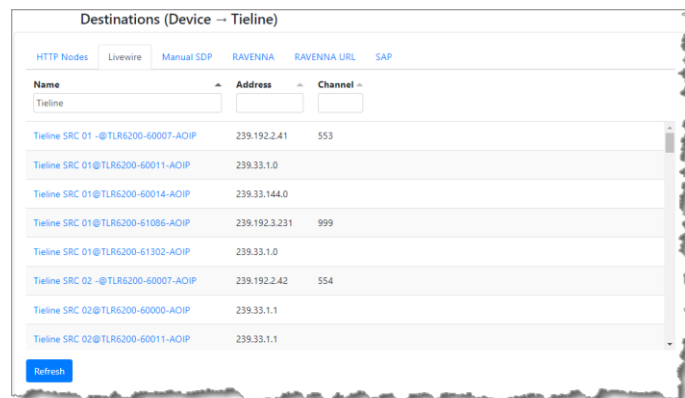 Destinations (Device → Tieline)
HTTP Nodes Livewire Manual SDP RAVENNA RAVENNA URL SAP
Name Address Channel
Tieline
Tieline SRC 01 -@TLR6200-60007-AOIP 239.192.2.41 553
Tieline SRC 01@TLR6200-60011-AOIP 239.33.1.0
Tieline SRC 01@TLR6200-60014-AOIP 239.33.144.0
Tieline SRC 01@TLR6200-61086-AOIP 239.192.3.231 999
Tieline SRC 01@TLR6200-61302-AOIP 239.33.1.0
Tieline SRC 02 -@TLR6200-60007-AOIP 239.192.2.42 554
Tieline SRC 02@TLR6200-60000-AOIP 239.33.1.1
Tieline SRC 02@TLR6200-60011-AOIP 239.33.1.1
Refresh